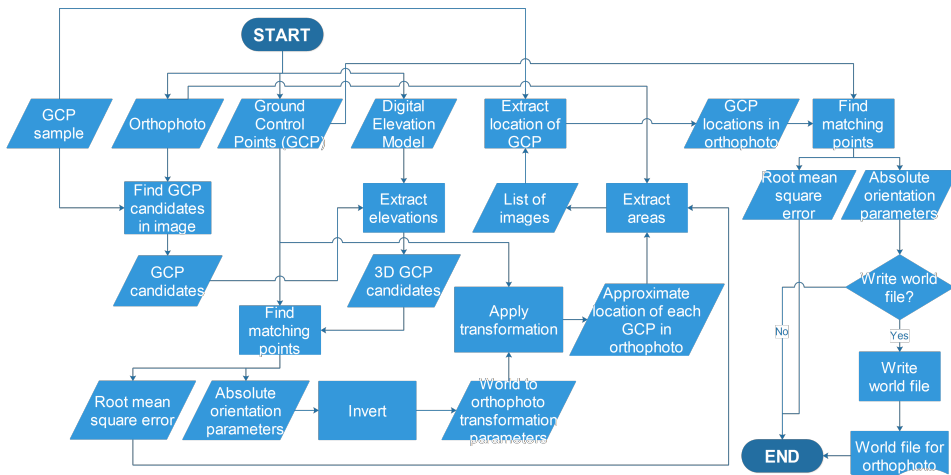 START
GCP
sample
Orthophoto
Ground
Control
Points (GCP)
Digital
Elevation
Model
Extract
location of
GCP
GCP
locations in
orthophoto
Find
matching
points
Find GCP
candidates
in image
Extract
elevations
List of
images
Extract
areas
Root mean
square
error
Absolute
orientation
parameters
GCP
candidates
3D GCP
candidates
Find
matching
points
Apply
transformation
Approximate
location of each
GCP in
orthophoto
Write world
file?
No
Yes
Root mean
square error
Absolute
orientation
parameters
Invert
World to
orthophoto
transformation
parameters
Write
world file
END
World file for
orthophoto